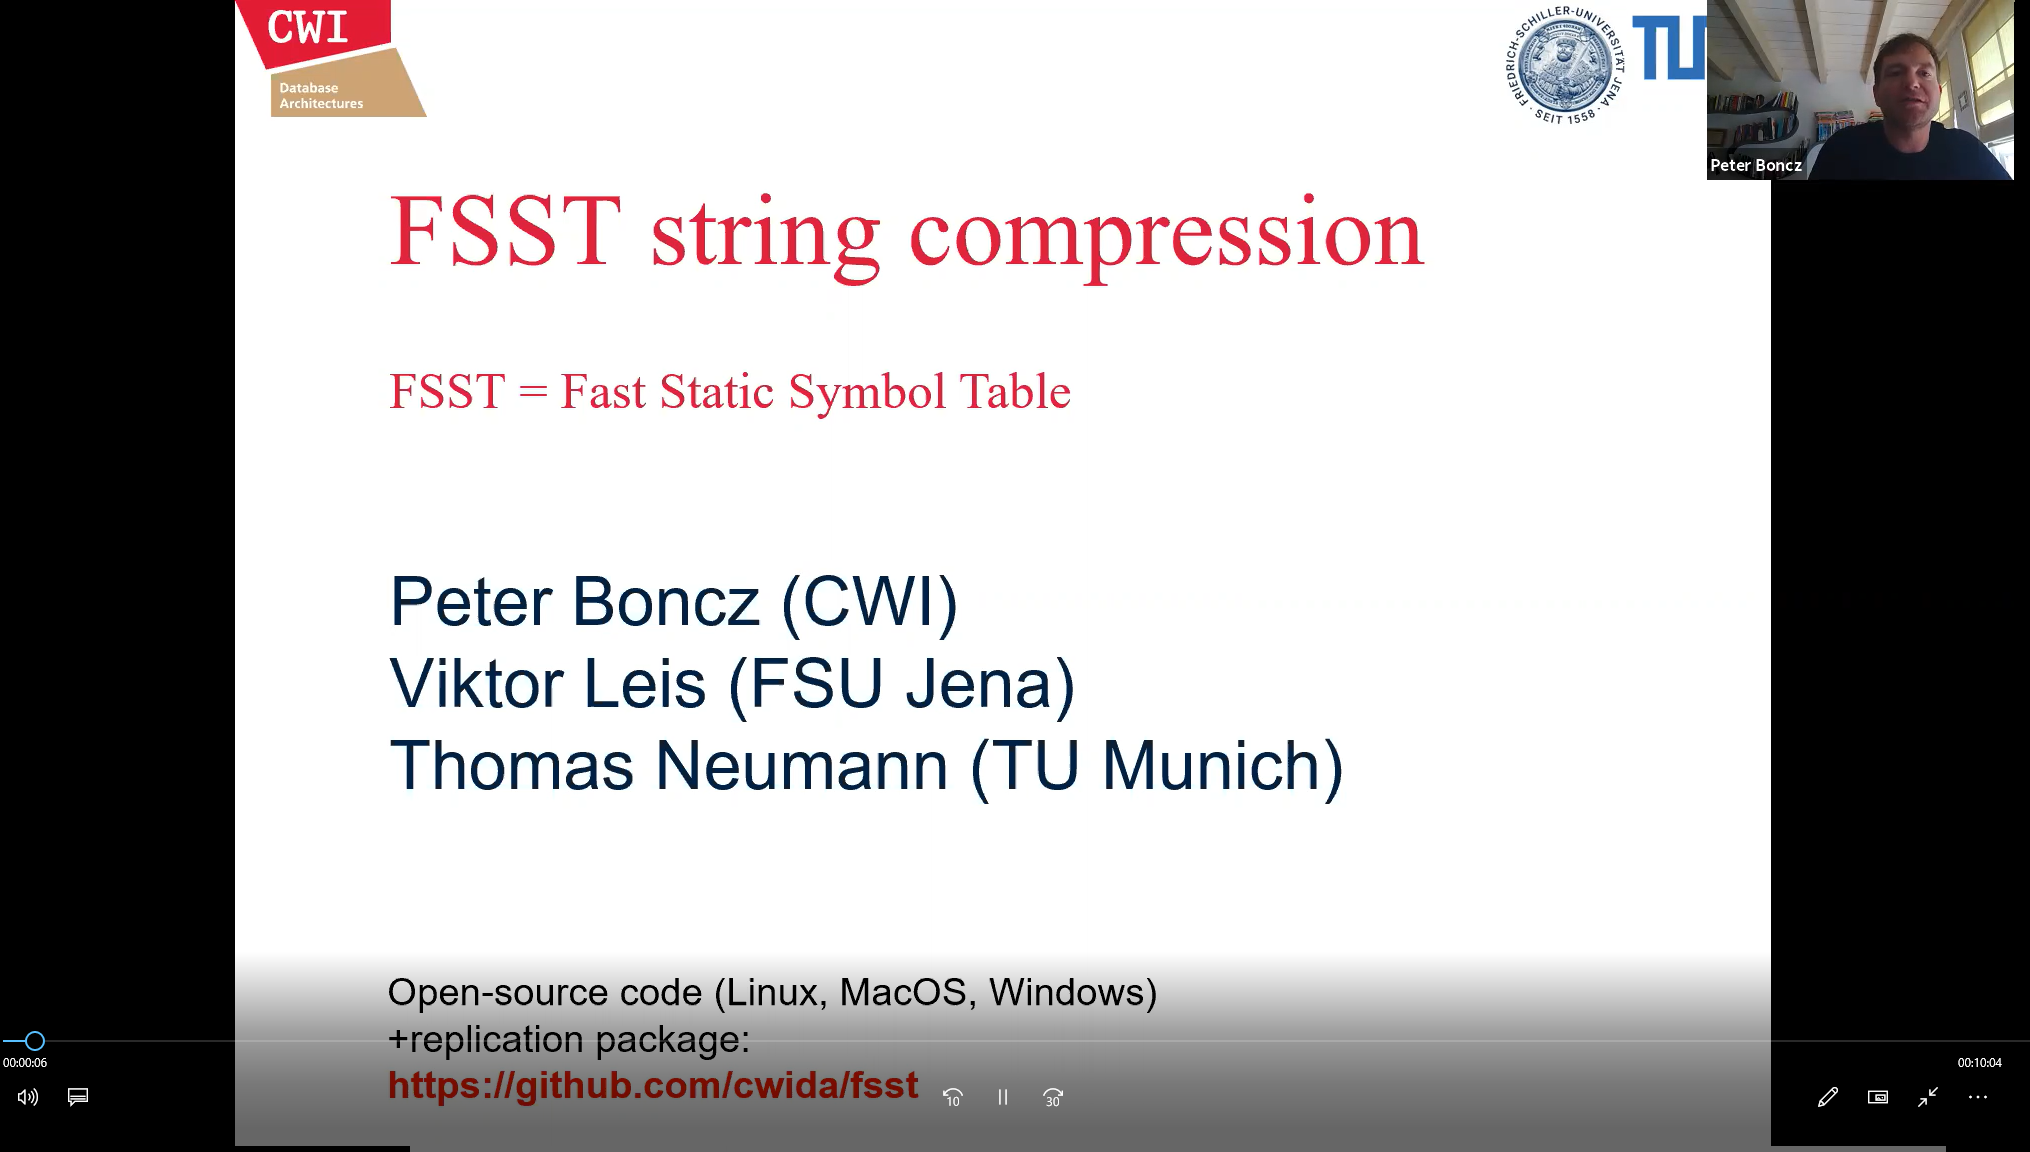 CWI
Database
Architectures
FRIEDRICH-SCHILLER-UNIVERSITÄT JENA
· SEIT 1558 ·
Peter Boncz
FSST string compression
FSST = Fast Static Symbol Table
Peter Boncz (CWI)
Viktor Leis (FSU Jena)
Thomas Neumann (TU Munich)
Open-source code (Linux, MacOS, Windows)
+replication package:
https://github.com/cwida/fsst
00:00:06
00:10:04
10
30